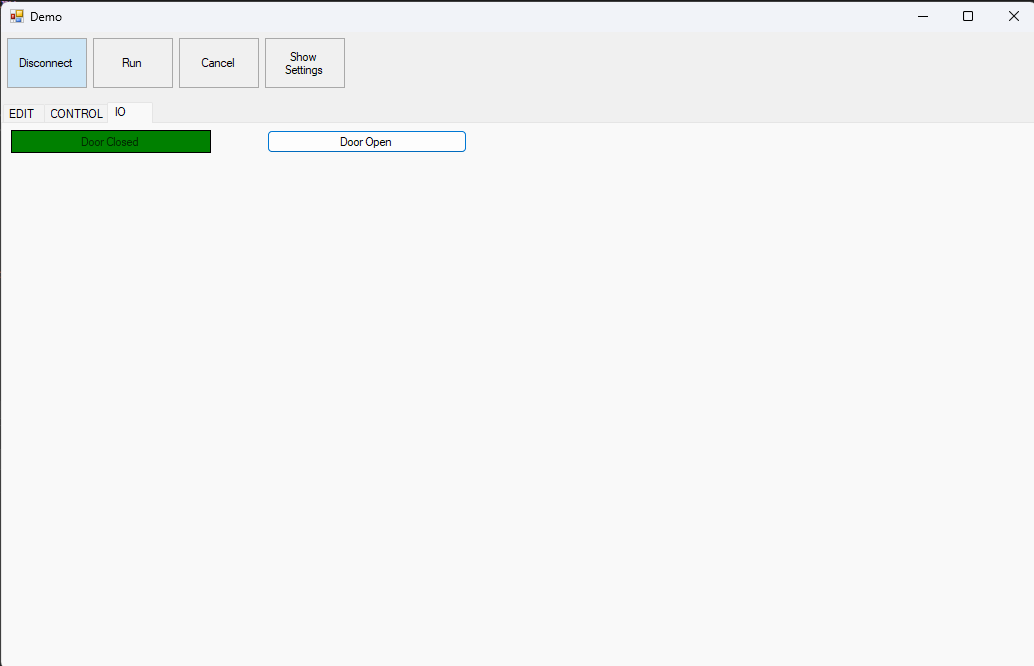 Demo
Disconnect
Run
Cancel
Show
Settings
EDIT
CONTROL
IO
Door Closed
Door Open